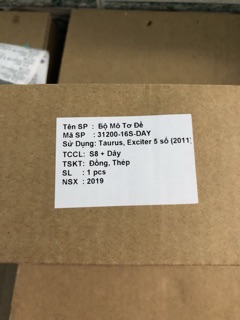 Tên SP : Bộ Mô Tơ Đề
Mã SP : 31200-16S-DAY
Sử Dụng: Taurus, Exciter 5 số (2011)
TCCL: S8 + Dây
TSKT: Đồng, Thép
SL : 1 pcs
NSX : 2019